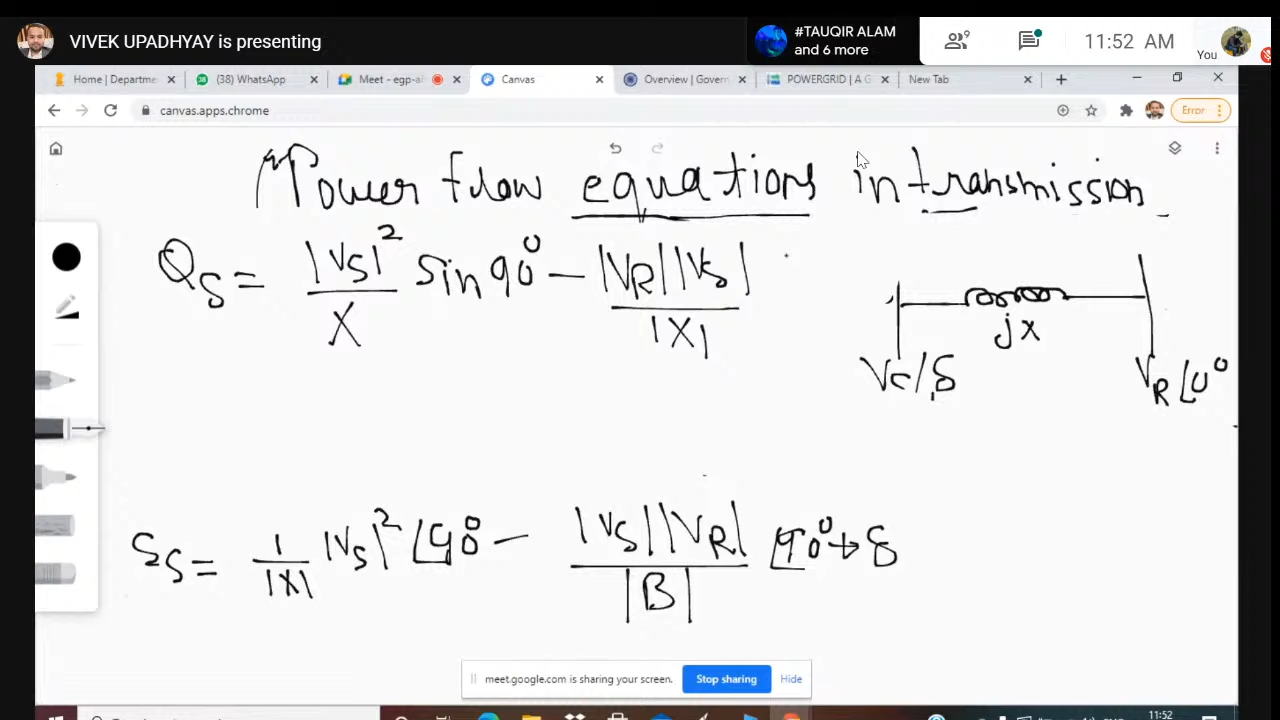 VIVEK UPADHYAY is presenting
#TAUQIR ALAM
and 6 more
11:52 AM
You
Home | Departme
(38) WhatsApp
Meet - egp-ai
Canvas
Overview | Govern
POWERGRID | A G
New Tab
canvas.apps.chrome
Error
Power flow equations in transmission
Qs = |Vs|² sin 90° - |VR||Vs|
X |X|
jx
VR ∠0°
Ss = 1 |Vs|² ∠90° - |Vs||VR| ∠90° + δ
|X| |B|
meet.google.com is sharing your screen.
Stop sharing
Hide
11:52